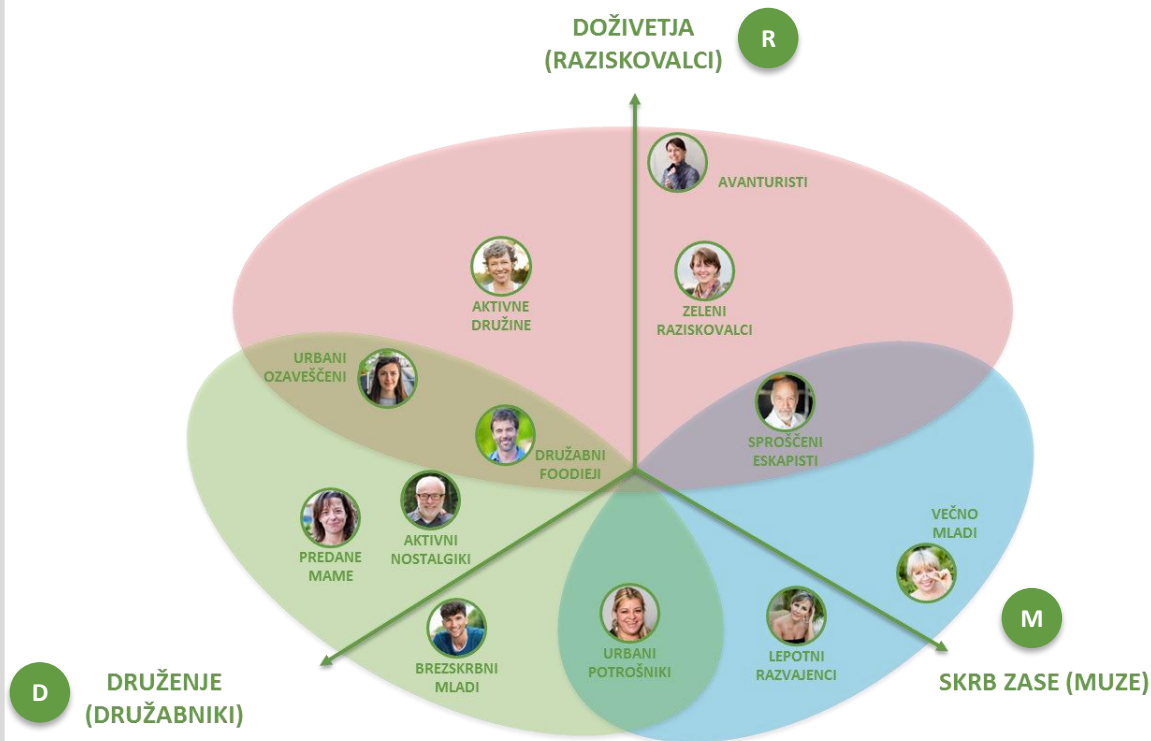 DOŽIVETJA
(RAZISKOVALCI)
R
AVANTURISTI
AKTIVNE
DRUŽINE
ZELENI
RAZISKOVALCI
URBANI
OZAVEŠČENI
DRUŽABNI
FOODIEJI
SPROŠČENI
ESKAPISTI
PREDANE
MAME
AKTIVNI
NOSTALGIKI
VEČNO
MLADI
BREZSKRBNI
MLADI
URBANI
POTROŠNIKI
LEPOTNI
RAZVAJENCI
M
SKRB ZASE (MUZE)
D
DRUŽENJE
(DRUŽABNIKI)